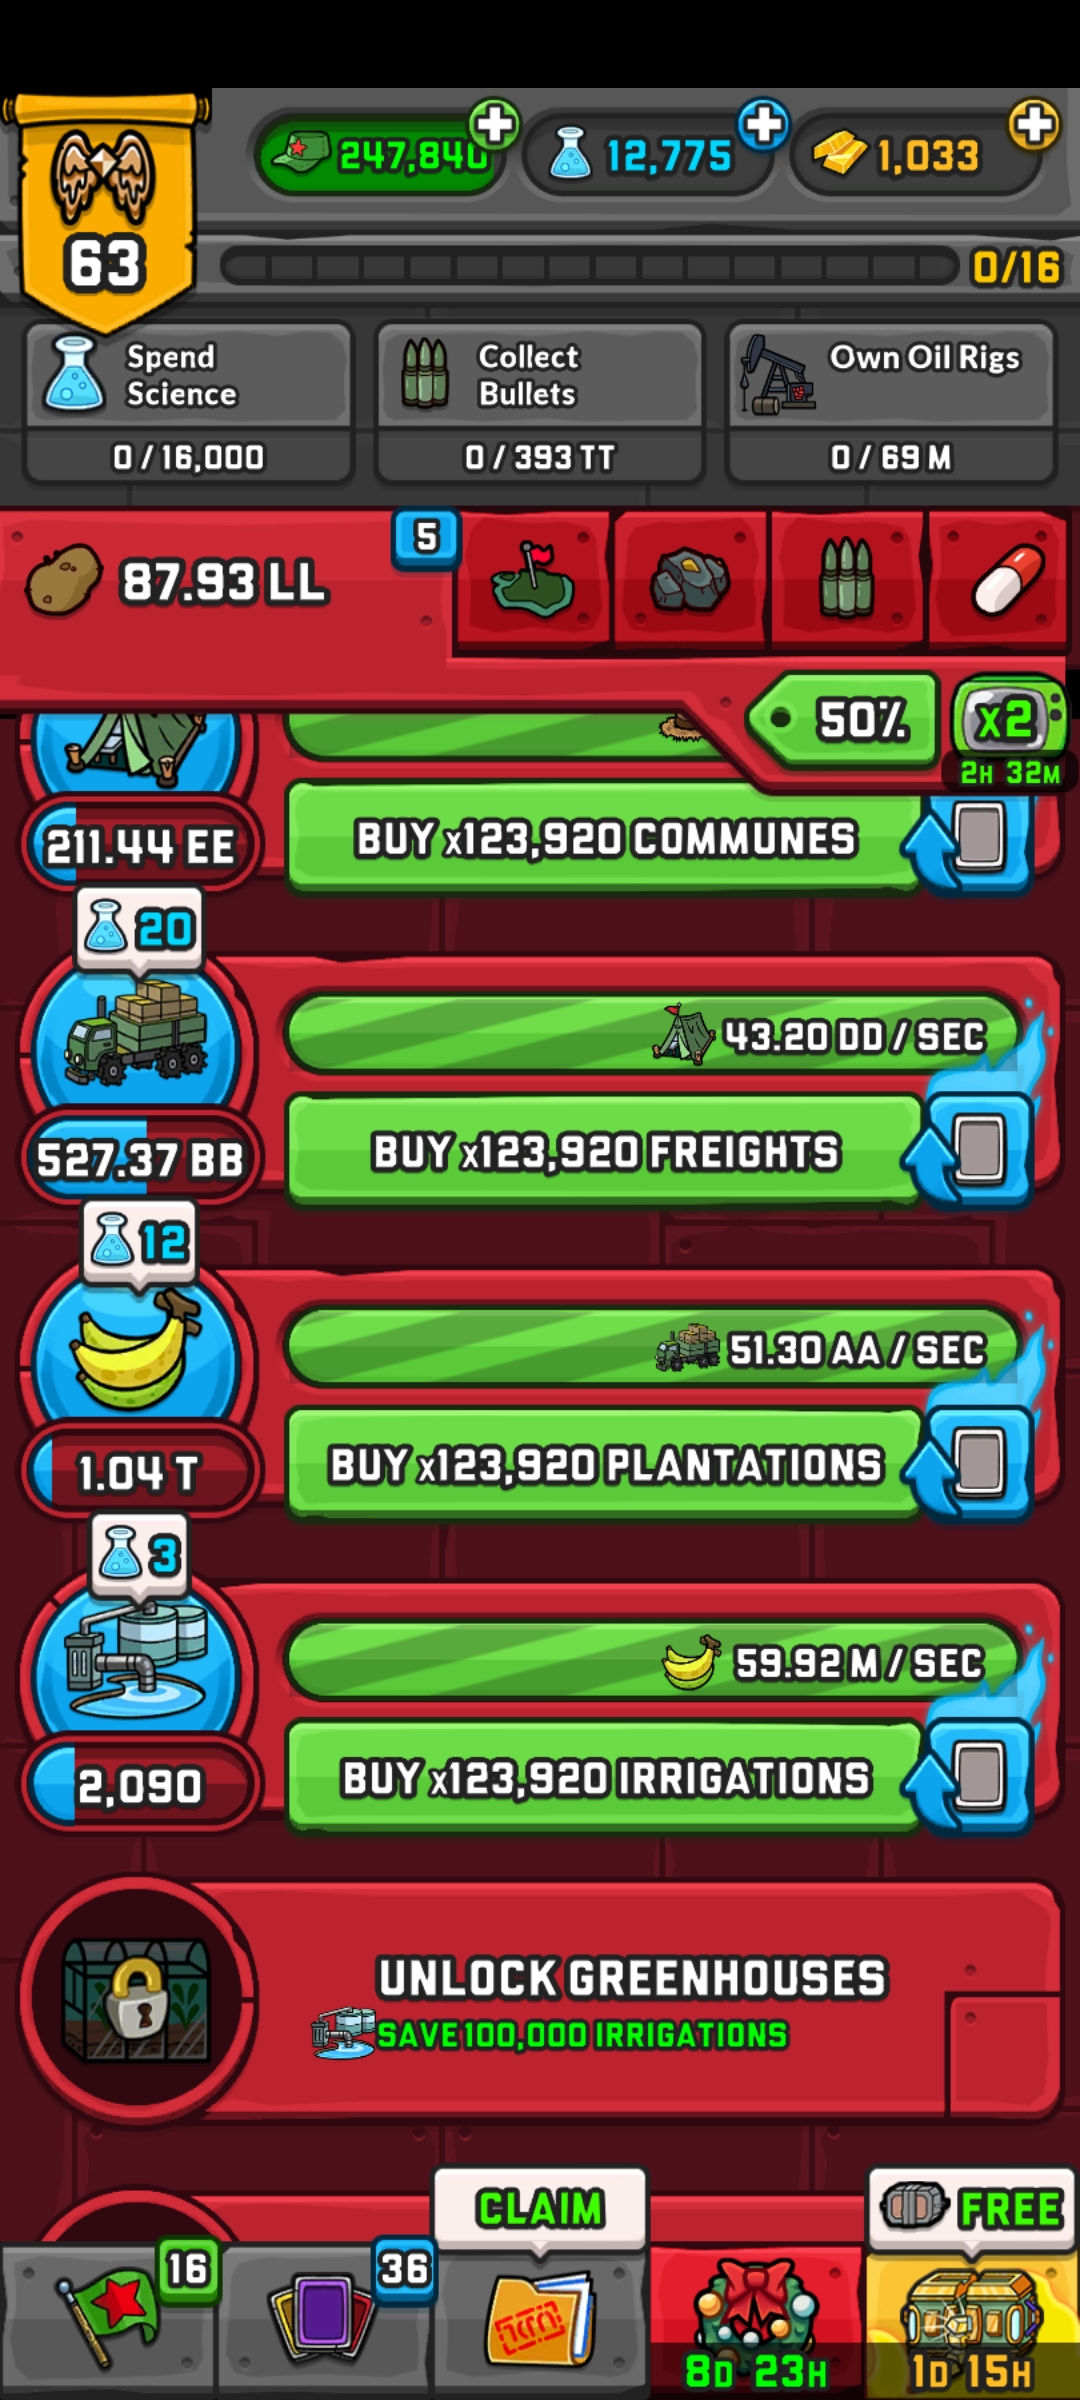 247,840
12,775
1,033
63
0/16
Spend
Science
0 / 16,000
Collect
Bullets
0 / 393 TT
Own Oil Rigs
0 / 69 M
87.93 LL
5
50%
x2
2H 32M
211.44 EE
BUY x123,920 COMMUNES
20
43.20 DD / SEC
527.37 BB
BUY x123,920 FREIGHTS
12
51.30 AA / SEC
1.04 T
BUY x123,920 PLANTATIONS
3
59.92 M / SEC
2,090
BUY x123,920 IRRIGATIONS
UNLOCK GREENHOUSES
SAVE 100,000 IRRIGATIONS
CLAIM
FREE
16
36
8D 23H
1D 15H